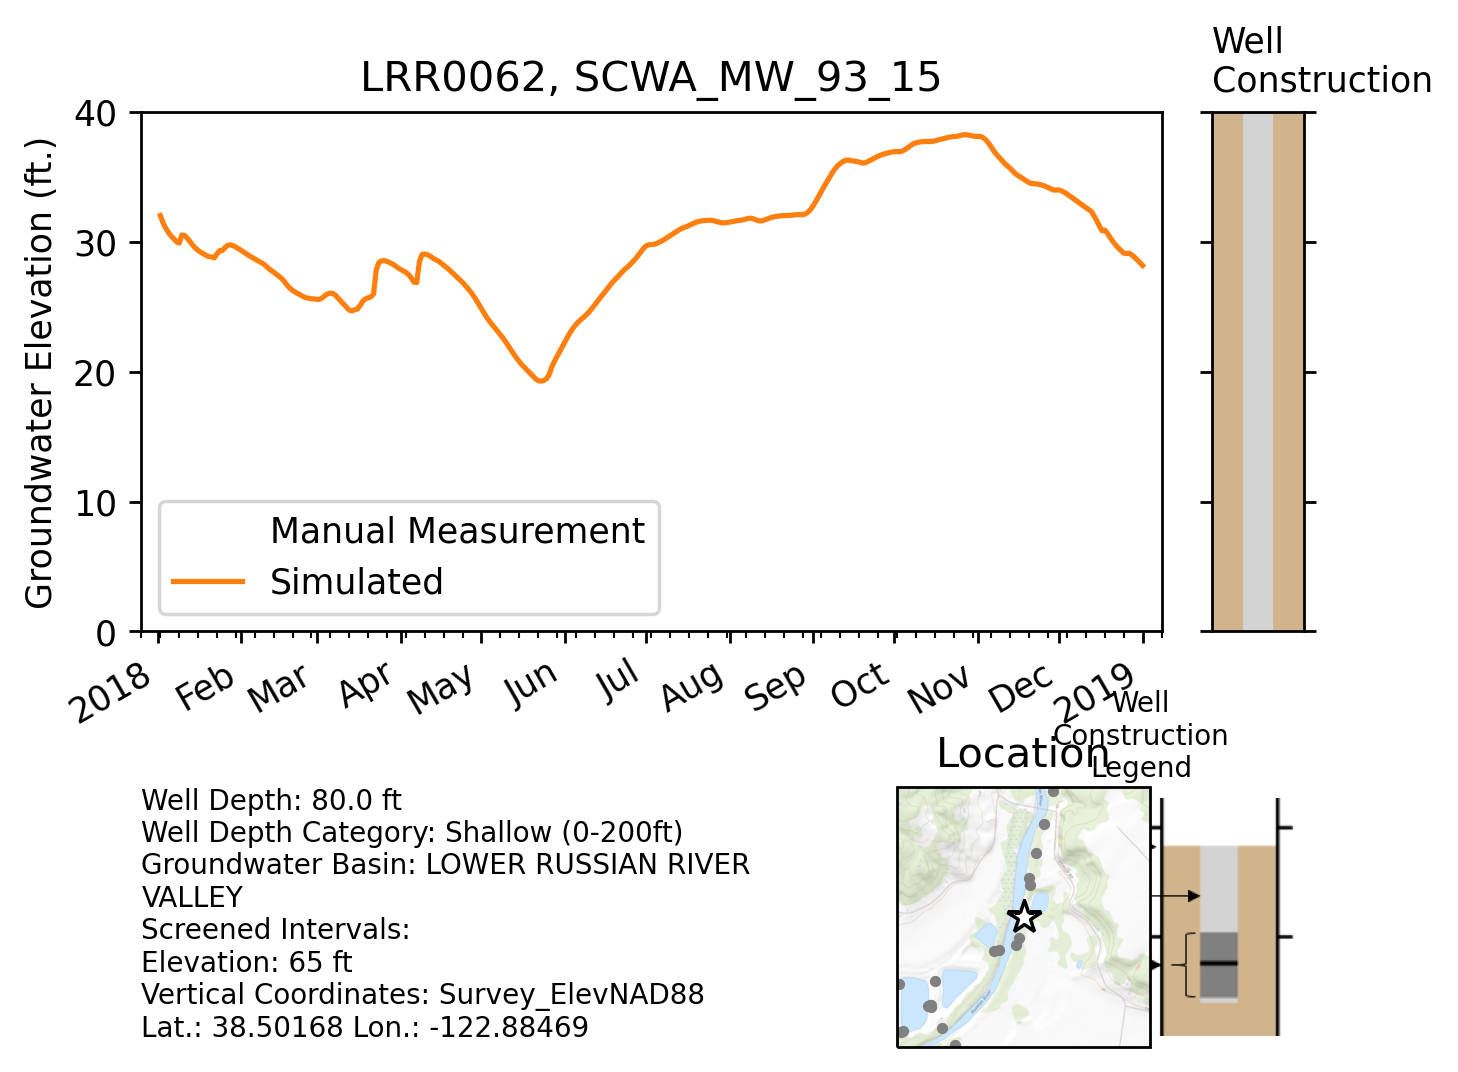 Well
Construction
LRR0062, SCWA_MW_93_15
Groundwater Elevation (ft.)
40
30
20
10
0
Manual Measurement
Simulated
2018 Feb Mar Apr May Jun Jul Aug Sep Oct Nov Dec 2019
Well
Construction
Legend
Location
Well Depth: 80.0 ft
Well Depth Category: Shallow (0-200ft)
Groundwater Basin: LOWER RUSSIAN RIVER
VALLEY
Screened Intervals:
Elevation: 65 ft
Vertical Coordinates: Survey_ElevNAD88
Lat.: 38.50168 Lon.: -122.88469